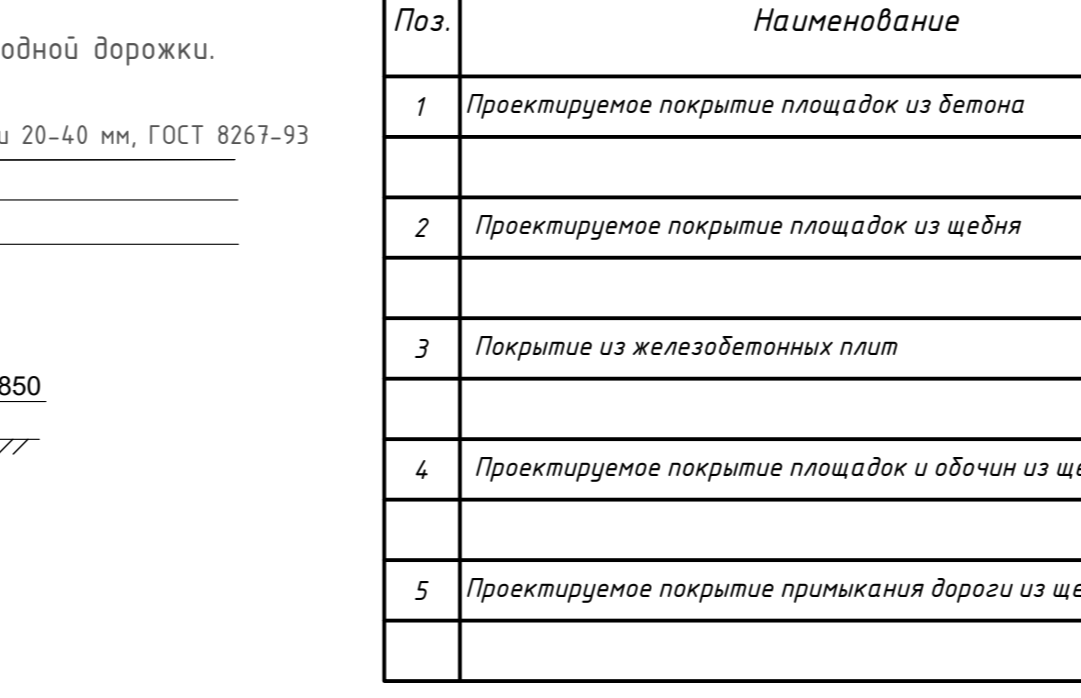 одной дорожки.
20-40 мм, ГОСТ 8267-93
850
Поз. Наименование
1 Проектируемое покрытие площадок из бетона
2 Проектируемое покрытие площадок из щебня
3 Покрытие из железобетонных плит
4 Проектируемое покрытие площадок и обочин из ще
5 Проектируемое покрытие примыкания дороги из ще